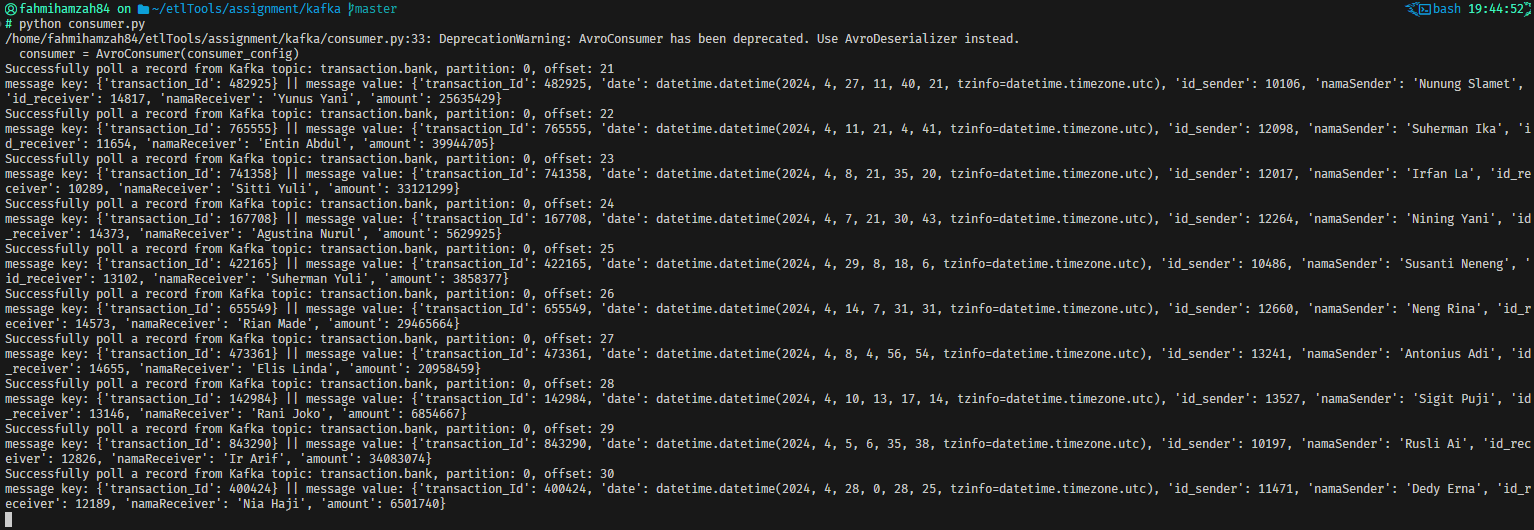 fahmihamzah84 on ~/etlTools/assignment/kafka master bash 19:44:52
# python consumer.py
/home/fahmihamzah84/etlTools/assignment/kafka/consumer.py:33: DeprecationWarning: AvroConsumer has been deprecated. Use AvroDeserializer instead.
  consumer = AvroConsumer(consumer_config)
Successfully poll a record from Kafka topic: transaction.bank, partition: 0, offset: 21
message key: {'transaction_Id': 482925} || message value: {'transaction_Id': 482925, 'date': datetime.datetime(2024, 4, 27, 11, 40, 21, tzinfo=datetime.timezone.utc), 'id_sender': 10106, 'namaSender': 'Nunung Slamet',
'id_receiver': 14817, 'namaReceiver': 'Yunus Yani', 'amount': 25635429}
Successfully poll a record from Kafka topic: transaction.bank, partition: 0, offset: 22
message key: {'transaction_Id': 765555} || message value: {'transaction_Id': 765555, 'date': datetime.datetime(2024, 4, 11, 21, 4, 41, tzinfo=datetime.timezone.utc), 'id_sender': 12098, 'namaSender': 'Suherman Ika', 'i
d_receiver': 11654, 'namaReceiver': 'Entin Abdul', 'amount': 39944705}
Successfully poll a record from Kafka topic: transaction.bank, partition: 0, offset: 23
message key: {'transaction_Id': 741358} || message value: {'transaction_Id': 741358, 'date': datetime.datetime(2024, 4, 8, 21, 35, 20, tzinfo=datetime.timezone.utc), 'id_sender': 12017, 'namaSender': 'Irfan La', 'id_re
ceiver': 10289, 'namaReceiver': 'Sitti Yuli', 'amount': 33121299}
Successfully poll a record from Kafka topic: transaction.bank, partition: 0, offset: 24
message key: {'transaction_Id': 167708} || message value: {'transaction_Id': 167708, 'date': datetime.datetime(2024, 4, 7, 21, 30, 43, tzinfo=datetime.timezone.utc), 'id_sender': 12264, 'namaSender': 'Nining Yani', 'id
_receiver': 14373, 'namaReceiver': 'Agustina Nurul', 'amount': 5629925}
Successfully poll a record from Kafka topic: transaction.bank, partition: 0, offset: 25
message key: {'transaction_Id': 422165} || message value: {'transaction_Id': 422165, 'date': datetime.datetime(2024, 4, 29, 8, 18, 6, tzinfo=datetime.timezone.utc), 'id_sender': 10486, 'namaSender': 'Susanti Neneng', '
id_receiver': 13102, 'namaReceiver': 'Suherman Yuli', 'amount': 3858377}
Successfully poll a record from Kafka topic: transaction.bank, partition: 0, offset: 26
message key: {'transaction_Id': 655549} || message value: {'transaction_Id': 655549, 'date': datetime.datetime(2024, 4, 14, 7, 31, 31, tzinfo=datetime.timezone.utc), 'id_sender': 12660, 'namaSender': 'Neng Rina', 'id_r
eceiver': 14573, 'namaReceiver': 'Rian Made', 'amount': 29465664}
Successfully poll a record from Kafka topic: transaction.bank, partition: 0, offset: 27
message key: {'transaction_Id': 473361} || message value: {'transaction_Id': 473361, 'date': datetime.datetime(2024, 4, 8, 4, 56, 54, tzinfo=datetime.timezone.utc), 'id_sender': 13241, 'namaSender': 'Antonius Adi', 'id
_receiver': 14655, 'namaReceiver': 'Elis Linda', 'amount': 20958459}
Successfully poll a record from Kafka topic: transaction.bank, partition: 0, offset: 28
message key: {'transaction_Id': 142984} || message value: {'transaction_Id': 142984, 'date': datetime.datetime(2024, 4, 10, 13, 17, 14, tzinfo=datetime.timezone.utc), 'id_sender': 13527, 'namaSender': 'Sigit Puji', 'id
_receiver': 13146, 'namaReceiver': 'Rani Joko', 'amount': 6854667}
Successfully poll a record from Kafka topic: transaction.bank, partition: 0, offset: 29
message key: {'transaction_Id': 843290} || message value: {'transaction_Id': 843290, 'date': datetime.datetime(2024, 4, 5, 6, 35, 38, tzinfo=datetime.timezone.utc), 'id_sender': 10197, 'namaSender': 'Rusli Ai', 'id_rec
eiver': 12826, 'namaReceiver': 'Ir Arif', 'amount': 34083074}
Successfully poll a record from Kafka topic: transaction.bank, partition: 0, offset: 30
message key: {'transaction_Id': 400424} || message value: {'transaction_Id': 400424, 'date': datetime.datetime(2024, 4, 28, 0, 28, 25, tzinfo=datetime.timezone.utc), 'id_sender': 11471, 'namaSender': 'Dedy Erna', 'id_r
eceiver': 12189, 'namaReceiver': 'Nia Haji', 'amount': 6501740}